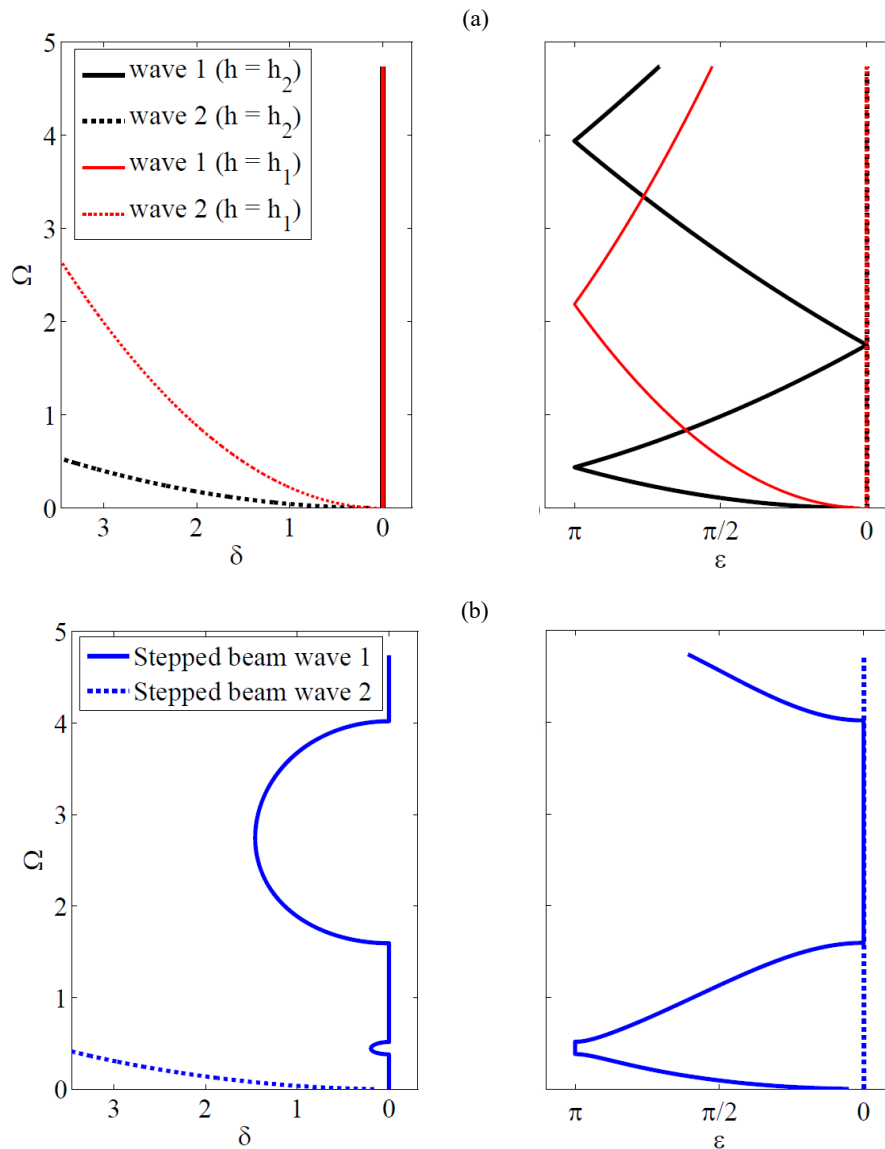 (a)
5
4
3
2
1
0
Ω
wave 1 (h = h2)
wave 2 (h = h2)
wave 1 (h = h1)
wave 2 (h = h1)
3 2 1 0
δ
π π/2 0
ε
(b)
5
4
3
2
1
0
Ω
Stepped beam wave 1
Stepped beam wave 2
3 2 1 0
δ
π π/2 0
ε